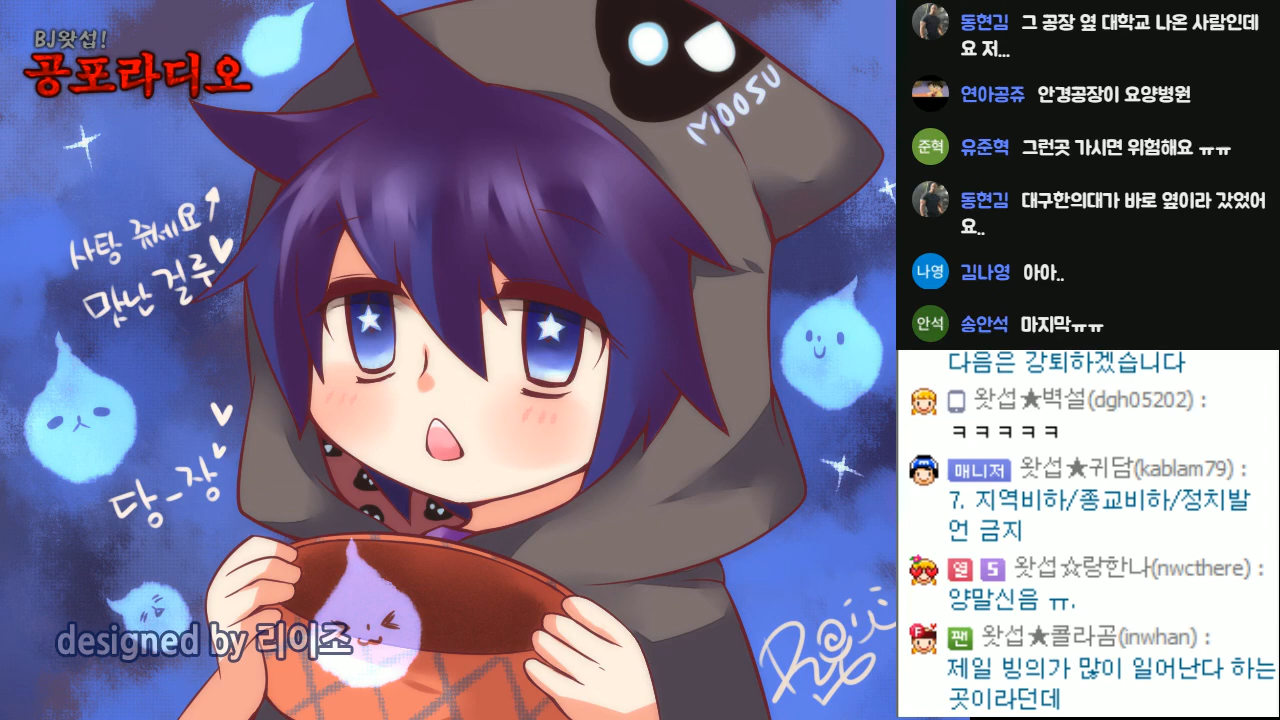 BJ왓섭!
공포라디오
MOOSU
사탕 줘세요
맛난 걸루
당-장
designed by 리이조
동현김 그 공장 옆 대학교 나온 사람인데
요 저...
연아공쥬 안경공장이 요양병원
준혁 유준혁 그런곳 가시면 위험해요 ㅠㅠ
동현김 대구한의대가 바로 옆이라 갔었어
요..
나영 김나영 아아..
안석 송안석 마지막ㅠㅠ
다음은 강퇴하겠습니다
왓섭★벽설(dgh05202) :
ㅋㅋㅋㅋㅋ
매니저 왓섭★귀담(kablam79) :
7. 지역비하/종교비하/정치발
언 금지
열 S 왓섭☆랑한나(nwcthere) :
양말신음 ㅠ.
팬 왓섭★콜라곰(inwhan) :
제일 빙의가 많이 일어난다 하는
곳이라던데